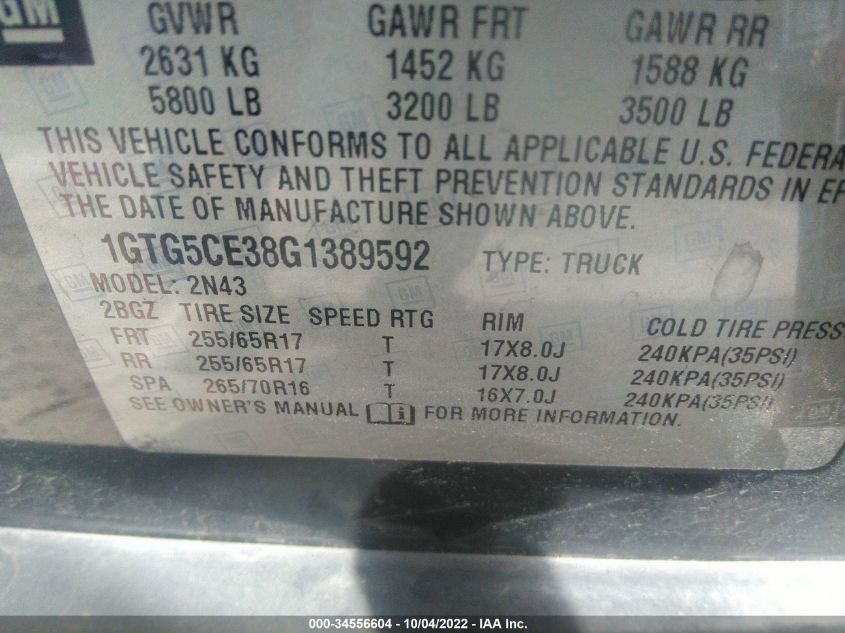 GM
GVWR GAWR FRT GAWR RR
2631 KG 1452 KG 1588 KG
5800 LB 3200 LB 3500 LB
THIS VEHICLE CONFORMS TO ALL APPLICABLE U.S. FEDERA
VEHICLE SAFETY AND THEFT PREVENTION STANDARDS IN EF
THE DATE OF MANUFACTURE SHOWN ABOVE.
1GTG5CE38G1389592 TYPE: TRUCK
MODEL: 2N43
2BGZ TIRE SIZE SPEED RTG RIM COLD TIRE PRESS
FRT 255/65R17 T 17X8.0J 240KPA(35PSI)
RR 255/65R17 T 17X8.0J 240KPA(35PSI)
SPA 265/70R16 T 16X7.0J 240KPA(35PSI)
SEE OWNER'S MANUAL FOR MORE INFORMATION.
000-34556604 - 10/04/2022 - IAA Inc.